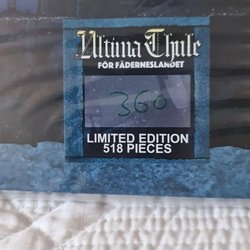 Ultima Thule
FÖR FÄDERNESLANDET
360
LIMITED EDITION
518 PIECES